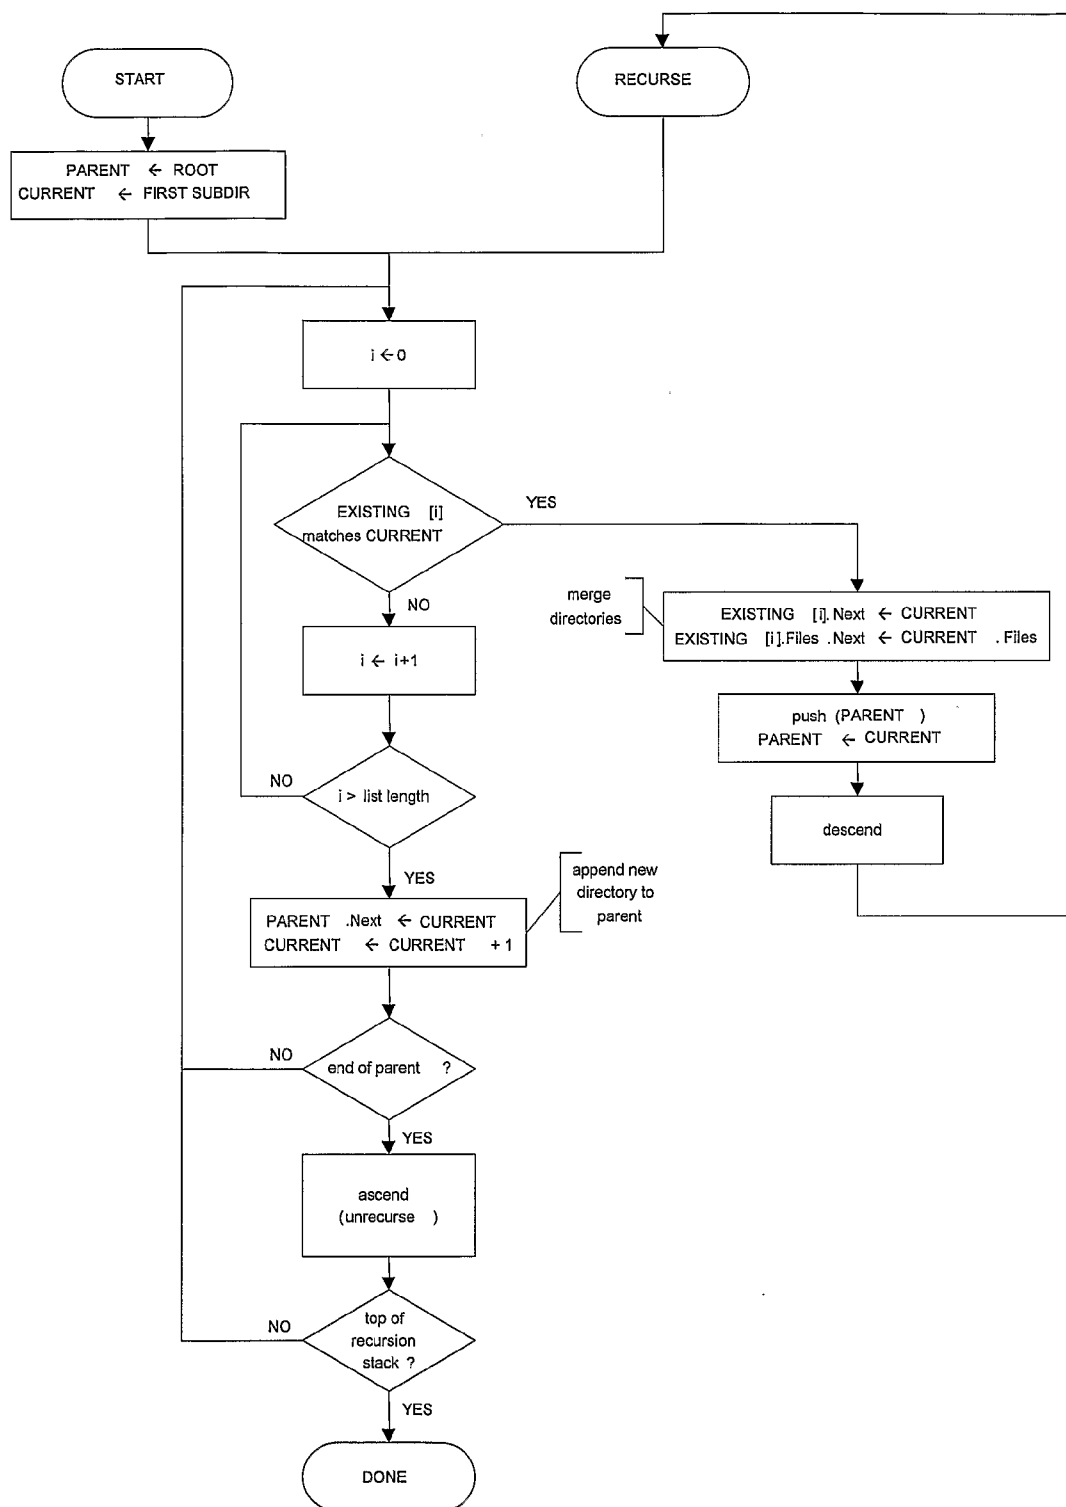 START
RECURSE
PARENT ← ROOT
CURRENT ← FIRST SUBDIR
i ← 0
EXISTING [i]
matches CURRENT
YES
NO
merge
directories
EXISTING [i].Next ← CURRENT
EXISTING [i].Files .Next ← CURRENT . Files
i ← i+1
push (PARENT )
PARENT ← CURRENT
NO
i > list length
descend
YES
append new
directory to
parent
PARENT .Next ← CURRENT
CURRENT ← CURRENT + 1
NO
end of parent ?
YES
ascend
(unrecurse )
NO
top of
recursion
stack ?
YES
DONE